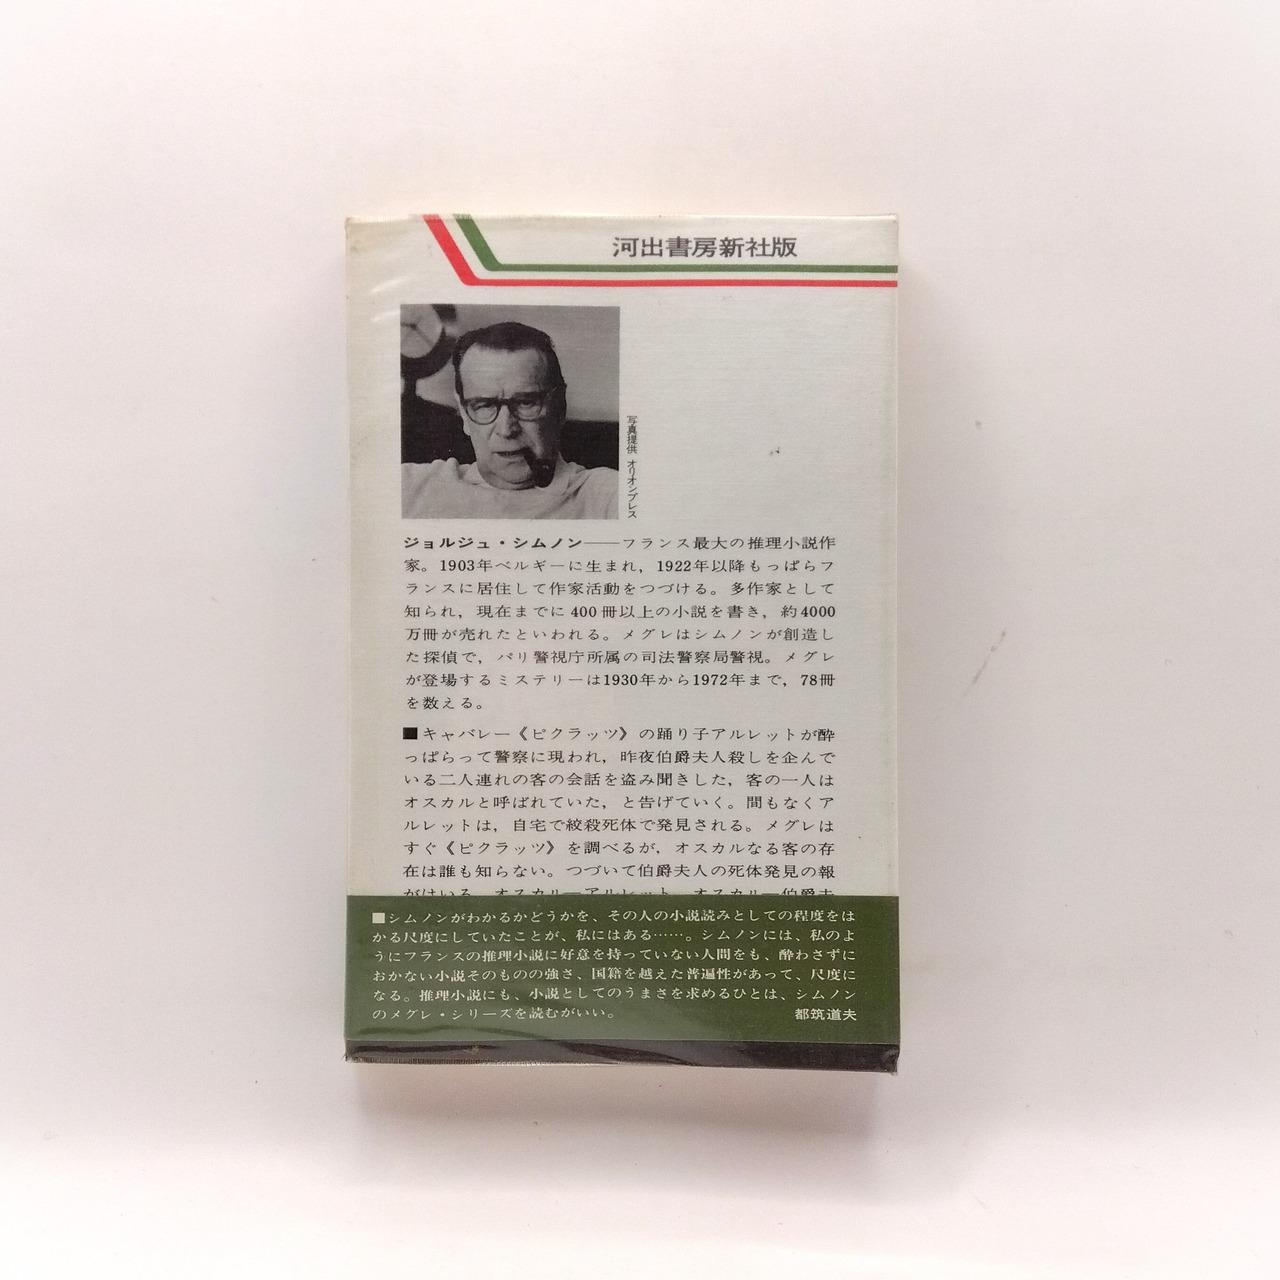 河出書房新社版
写真提供 オリオンプレス
ジョルジュ・シムノン──フランス最大の推理小説作
家。1903年ベルギーに生まれ，1922年以降もっぱらフ
ランスに居住して作家活動をつづける。多作家として
知られ，現在までに400冊以上の小説を書き，約4000
万冊が売れたといわれる。メグレはシムノンが創造し
た探偵で，パリ警視庁所属の司法警察局警視。メグレ
が登場するミステリーは1930年から1972年まで，78冊
を数える。
■キャバレー《ピクラッツ》の踊り子アルレットが酔
っぱらって警察に現われ，昨夜伯爵夫人殺しを企んで
いる二人連れの客の会話を盗み聞きした，客の一人は
オスカルと呼ばれていた，と告げていく。間もなくア
ルレットは，自宅で絞殺死体で発見される。メグレは
すぐ《ピクラッツ》を調べるが，オスカルなる客の存
在は誰も知らない。つづいて伯爵夫人の死体発見の報
がはいる。オスカル―アルレット，オスカル―伯爵夫
■シムノンがわかるかどうかを、その人の小説読みとしての程度をは
かる尺度にしていたことが、私にはある……。シムノンには、私のよ
うにフランスの推理小説に好意を持っていない人間をも、酔わさずに
おかない小説そのものの強さ、国籍を越えた普遍性があって、尺度に
なる。推理小説にも、小説としてのうまさを求めるひとは、シムノン
のメグレ・シリーズを読むがいい。 都筑道夫